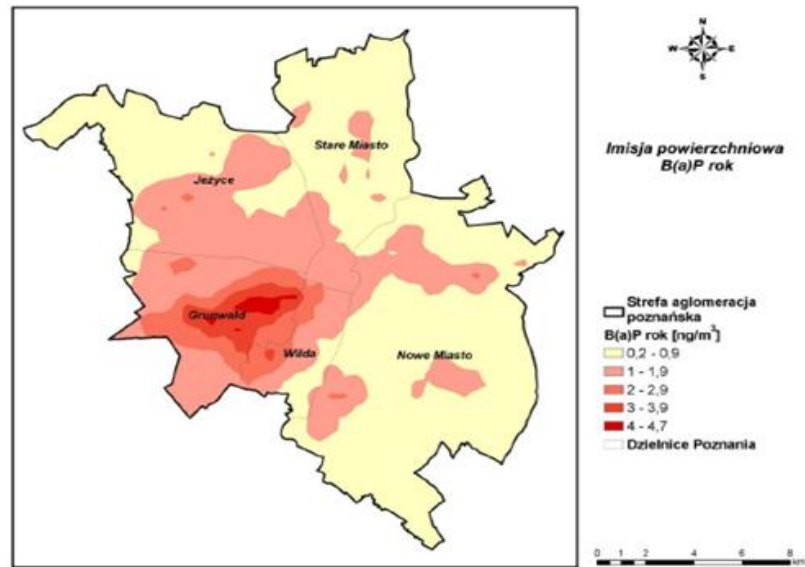 N
W E
S
Imisja powierzchniowa
B(a)P rok
Stare Miasto
Jeżyce
Grunwald
Wilda
Nowe Miasto
Strefa aglomeracja
poznańska
B(a)P rok [ng/m³]
0,2 - 0,9
1 - 1,9
2 - 2,9
3 - 3,9
4 - 4,7
Dzielnice Poznania
0 1 2 4 6 8
km